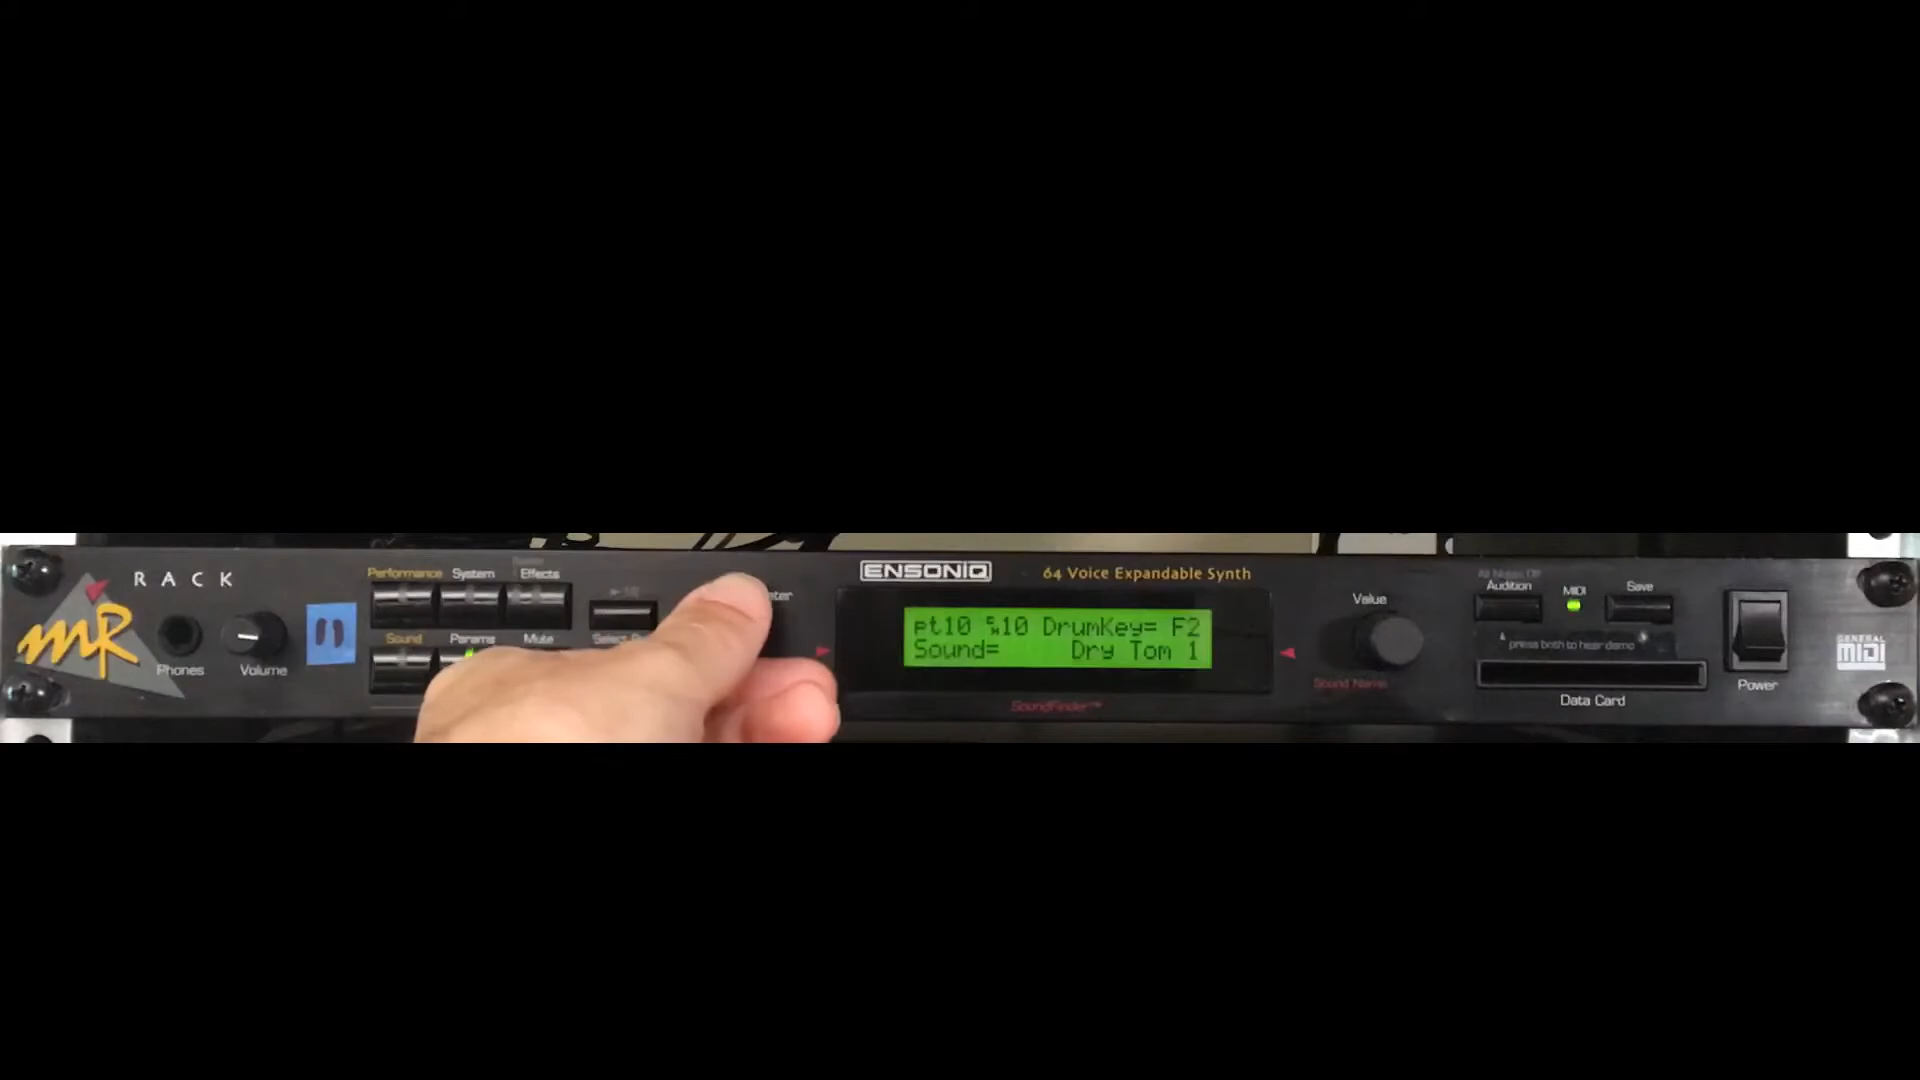 RACK
mR
Phones
Volume
Performance System Effects
Sound Params Mute
ENSONIQ
64 Voice Expandable Synth
pt10 10 DrumKey= F2
Sound= Dry Tom 1
SoundFinder™
Value
Sound Name
Audition
MIDI
Save
press both to hear demo
Data Card
Power
GENERAL
MIDI